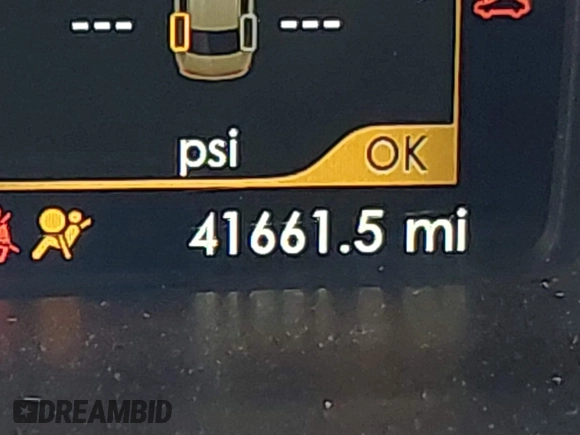 --- ---
psi OK
41661.5 mi
DREAMBID